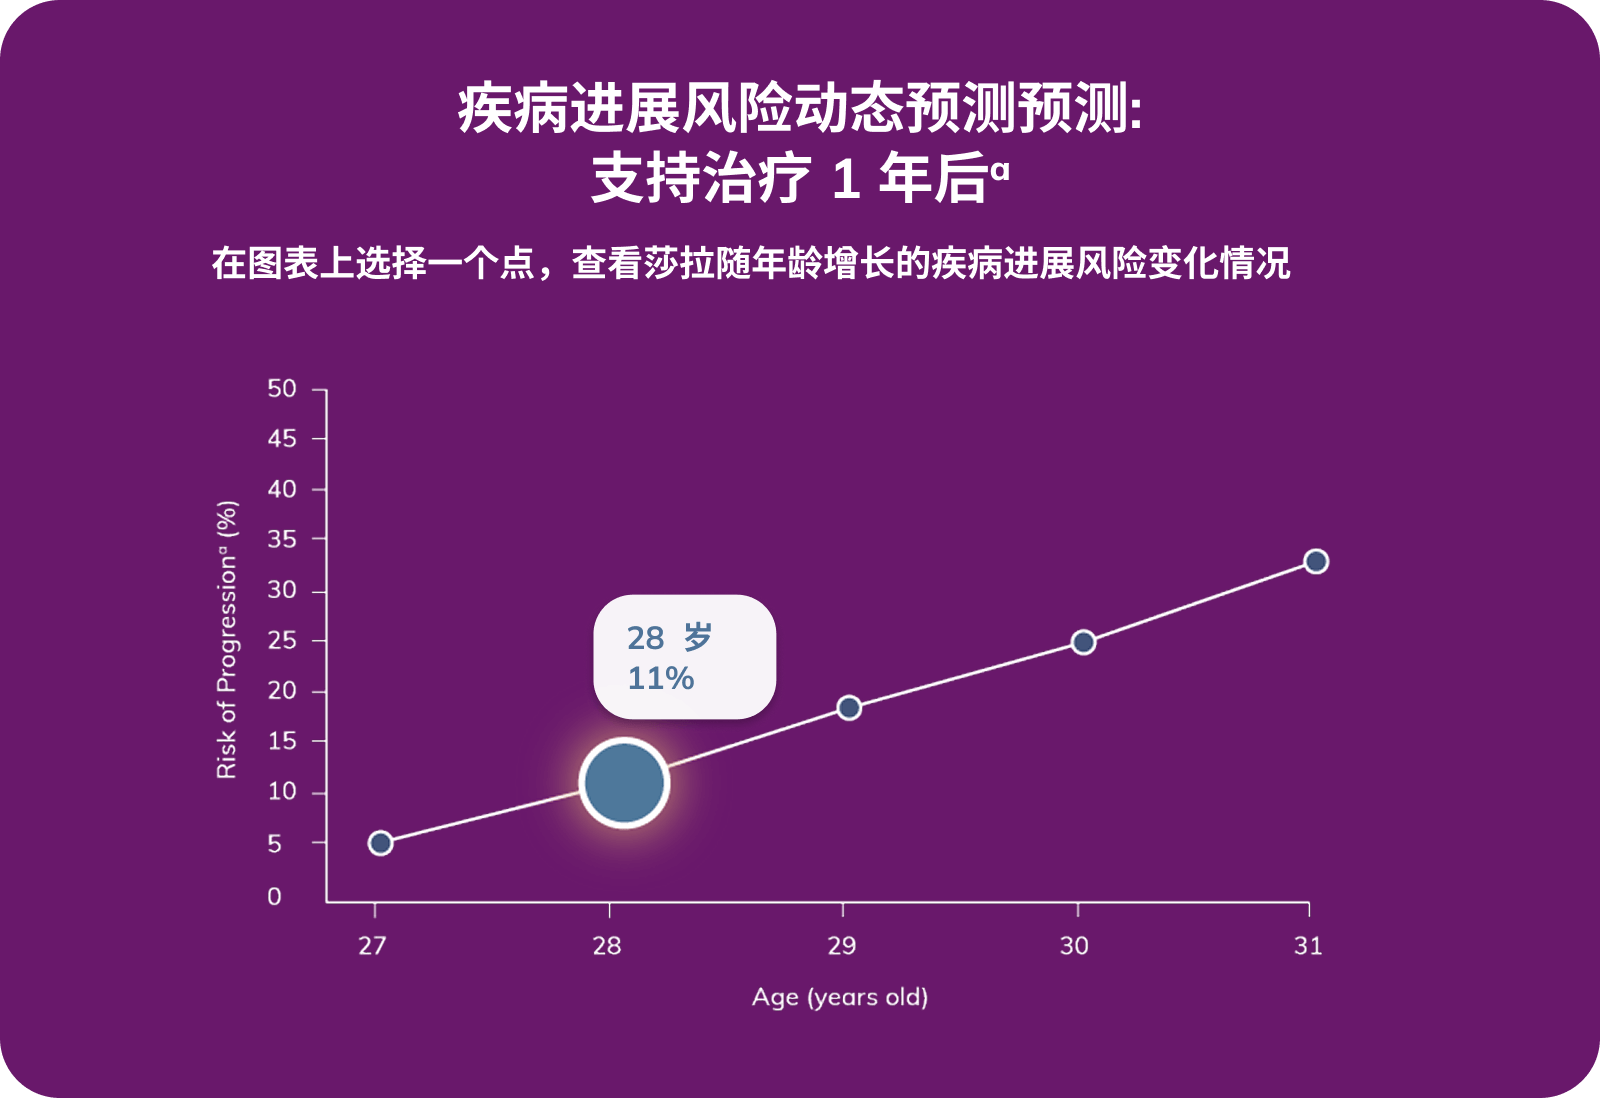 疾病进展风险动态预测预测:
支持治疗 1 年后ᵅ
在图表上选择一个点，查看莎拉随年龄增长的疾病进展风险变化情况
50
45
40
35
30
25
20
15
10
5
0
Risk of Progressionᵅ (%)
28 岁
11%
27
28
29
30
31
Age (years old)